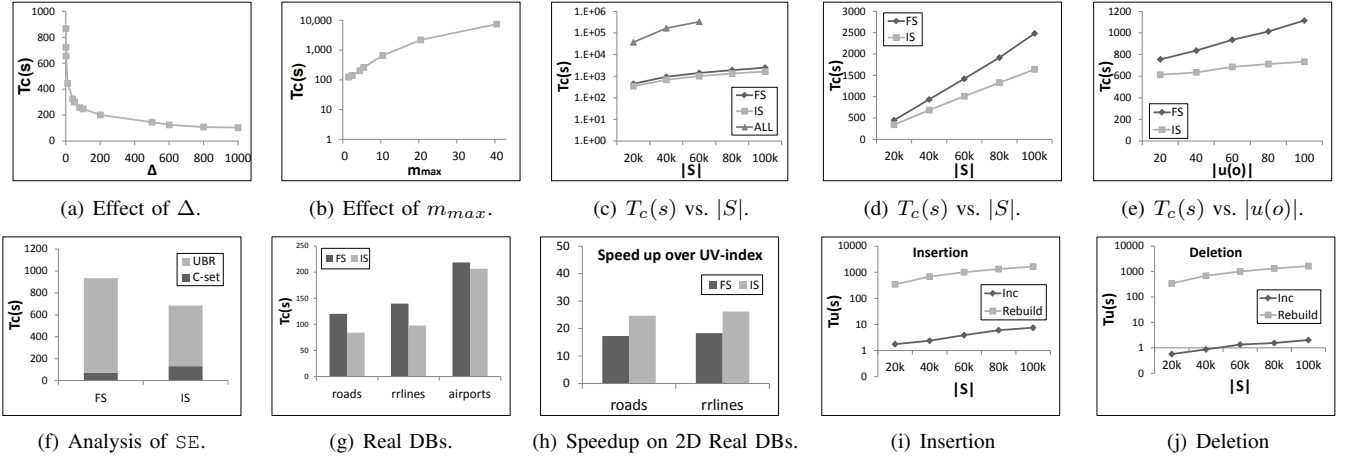 1000
800
600
400
200
0
Tc(s)
0 200 400 600 800 1000
Δ
(a) Effect of Δ.
10,000
1,000
100
10
1
Tc(s)
0 10 20 30 40
mmax
(b) Effect of m_max.
1.E+06
1.E+05
1.E+04
1.E+03
1.E+02
1.E+01
1.E+00
Tc(s)
FS
IS
ALL
20k 40k 60k 80k 100k
|S|
(c) Tc(s) vs. |S|.
3000
2500
2000
1500
1000
500
0
Tc(s)
FS
IS
20k 40k 60k 80k 100k
|S|
(d) Tc(s) vs. |S|.
1200
1000
800
600
400
200
0
Tc(s)
FS
IS
20 40 60 80 100
|u(o)|
(e) Tc(s) vs. |u(o)|.
1200
1000
800
600
400
200
0
Tc(s)
UBR
C-set
FS IS
(f) Analysis of SE.
250
200
150
100
50
0
Tc(s)
FS IS
roads rrlines airports
(g) Real DBs.
50
40
30
20
10
0
Speed up over UV-index
FS IS
roads rrlines
(h) Speedup on 2D Real DBs.
10000
1000
100
10
1
0
Tu(s)
Insertion
Inc
Rebuild
20k 40k 60k 80k 100k
|S|
(i) Insertion
10000
1000
100
10
1
0
Tu(s)
Deletion
Inc
Rebuild
20k 40k 60k 80k 100k
|S|
(j) Deletion